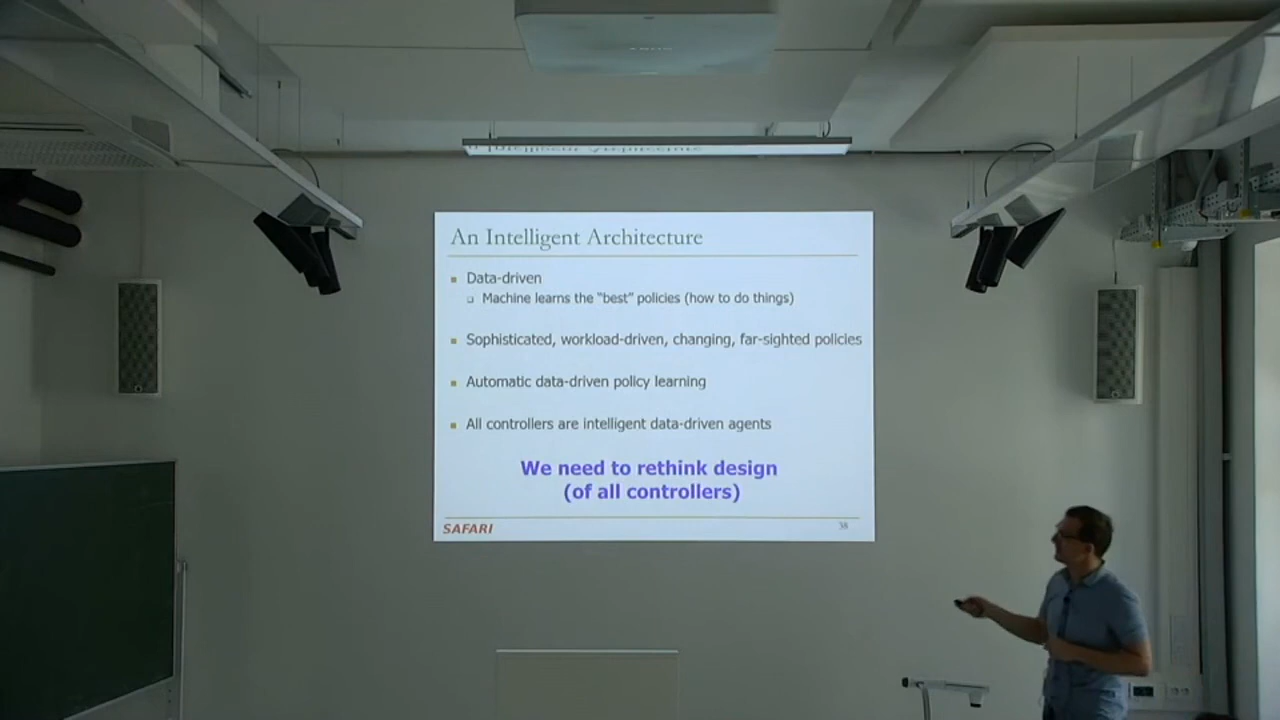 An Intelligent Architecture
Data-driven
Machine learns the “best” policies (how to do things)
Sophisticated, workload-driven, changing, far-sighted policies
Automatic data-driven policy learning
All controllers are intelligent data-driven agents
We need to rethink design
(of all controllers)
SAFARI
38